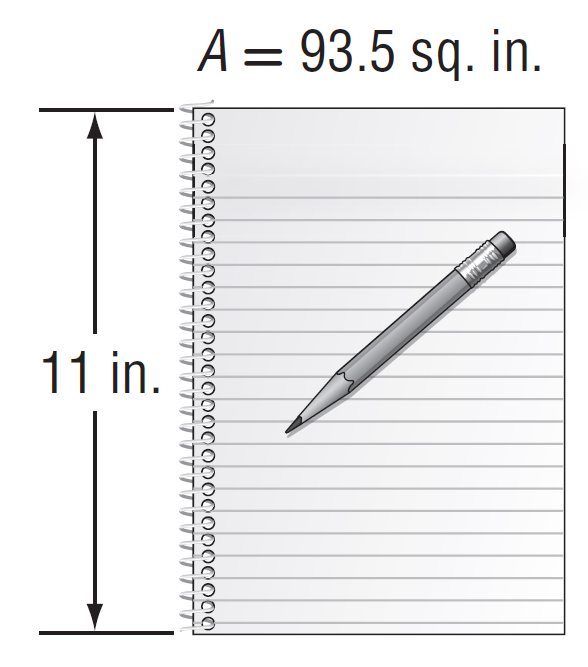 A = 93.5 sq. in.
11 in.